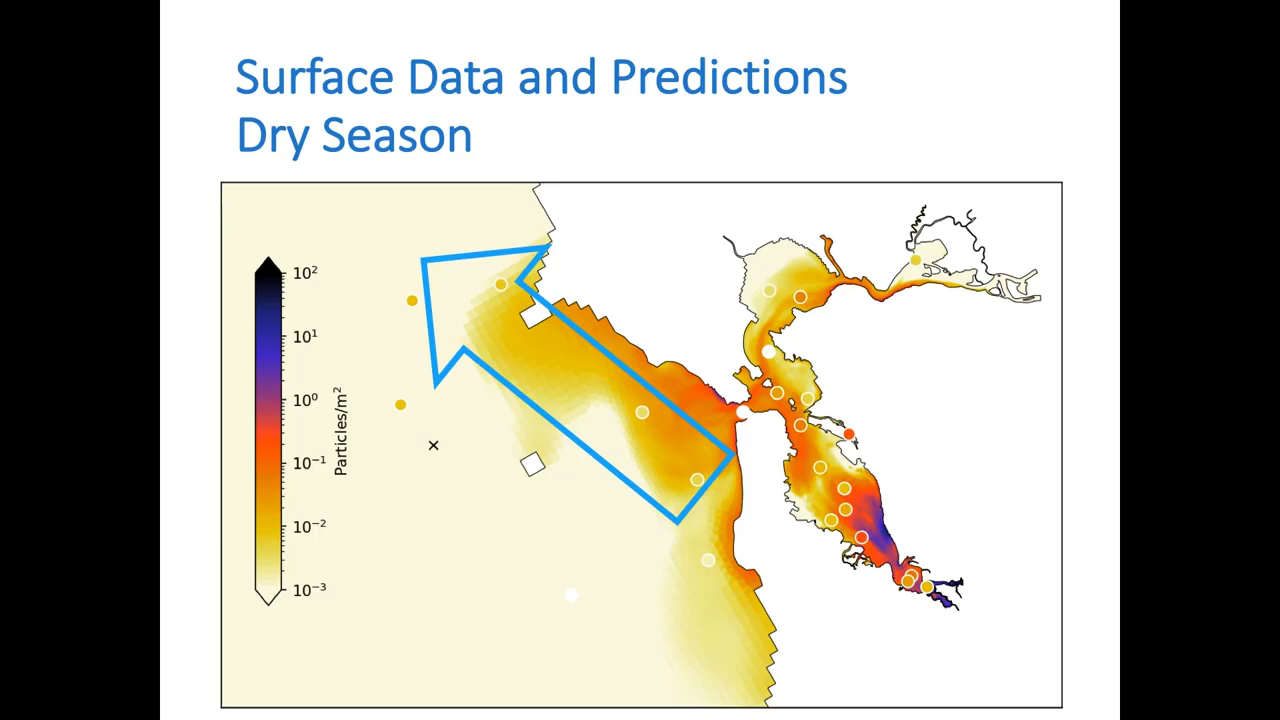 Surface Data and Predictions
Dry Season
10²
10¹
10⁰
10⁻¹
10⁻²
10⁻³
Particles/m²